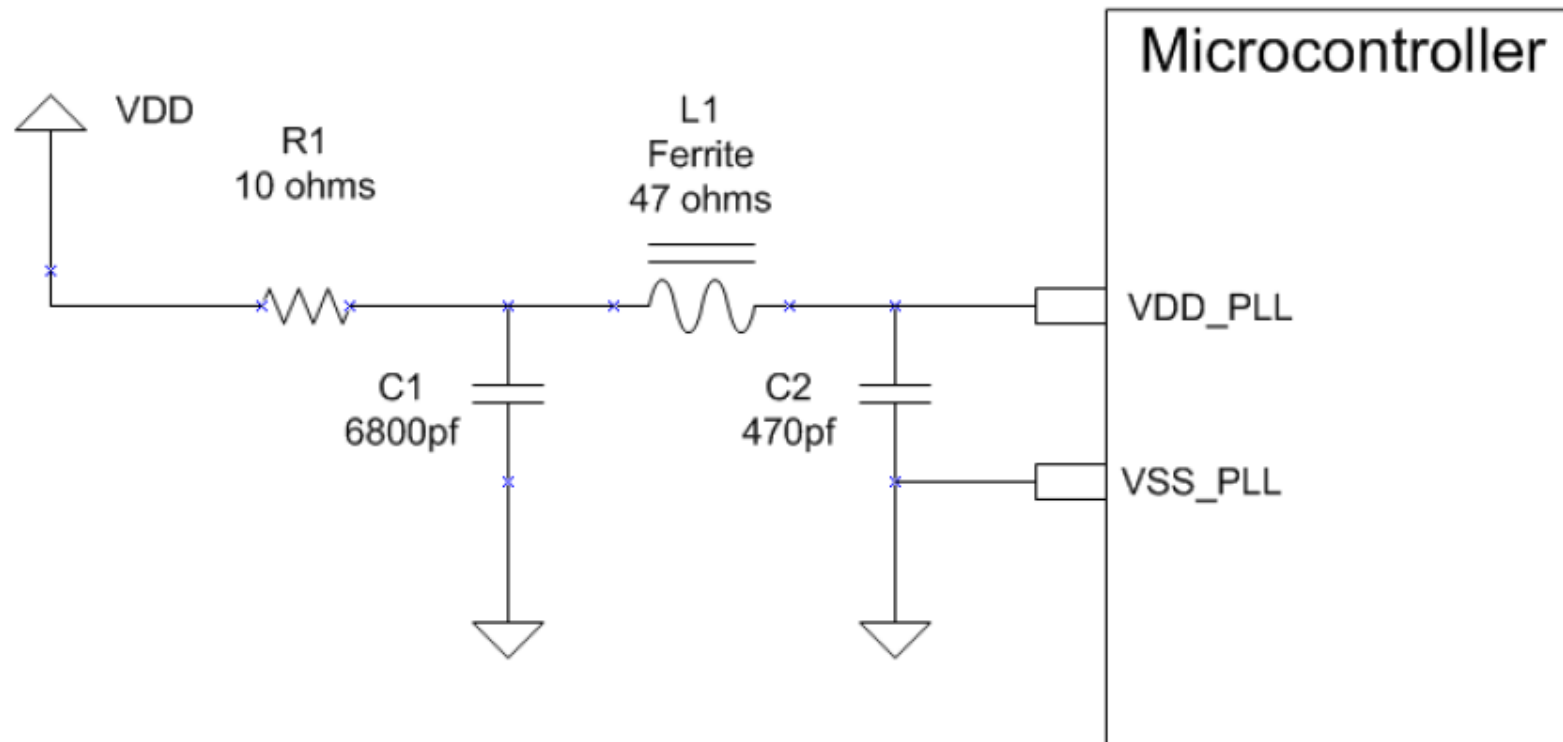 Microcontroller
VDD
R1
10 ohms
L1
Ferrite
47 ohms
VDD_PLL
C1
6800pf
C2
470pf
VSS_PLL